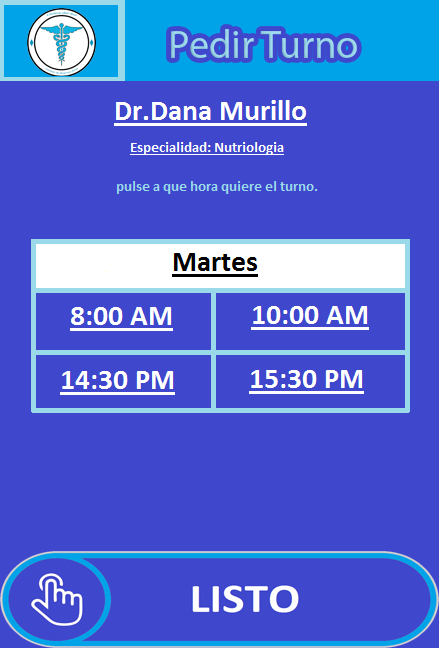 Pedir Turno
Dr.Dana Murillo
Especialidad: Nutriologia
pulse a que hora quiere el turno.
Martes
8:00 AM
10:00 AM
14:30 PM
15:30 PM
LISTO